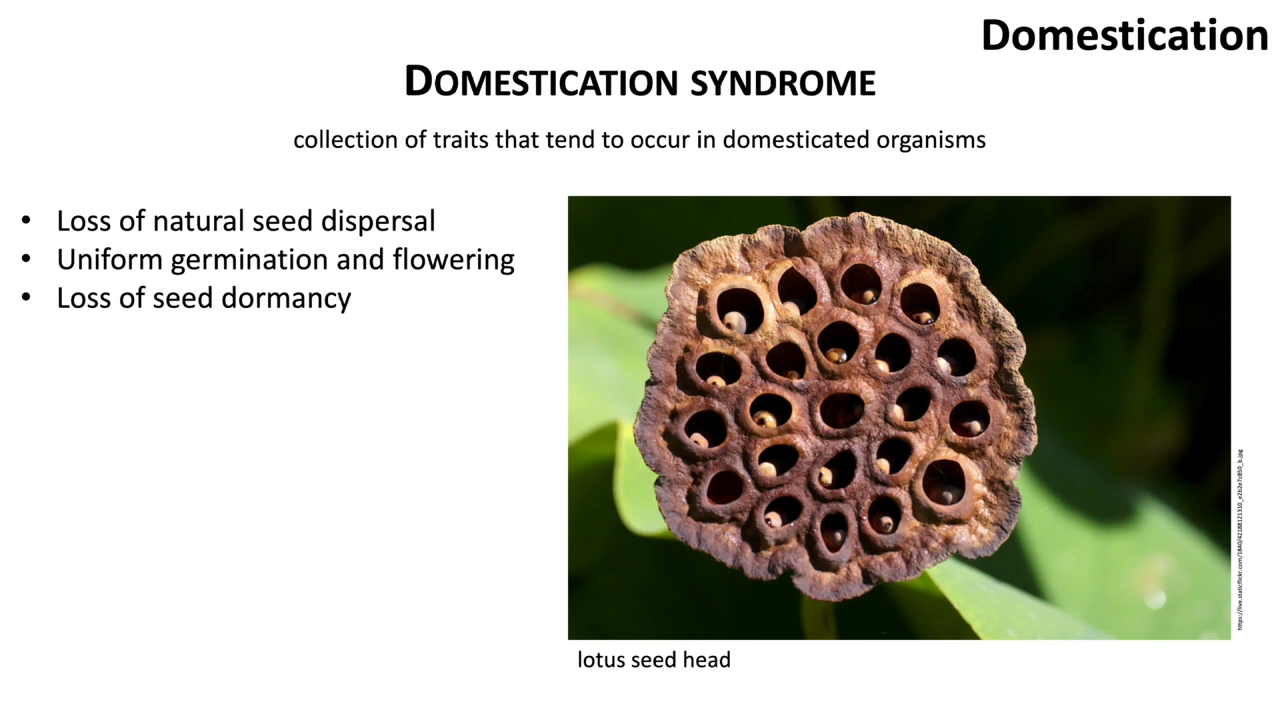 Domestication
DOMESTICATION SYNDROME
collection of traits that tend to occur in domesticated organisms
• Loss of natural seed dispersal
• Uniform germination and flowering
• Loss of seed dormancy
lotus seed head